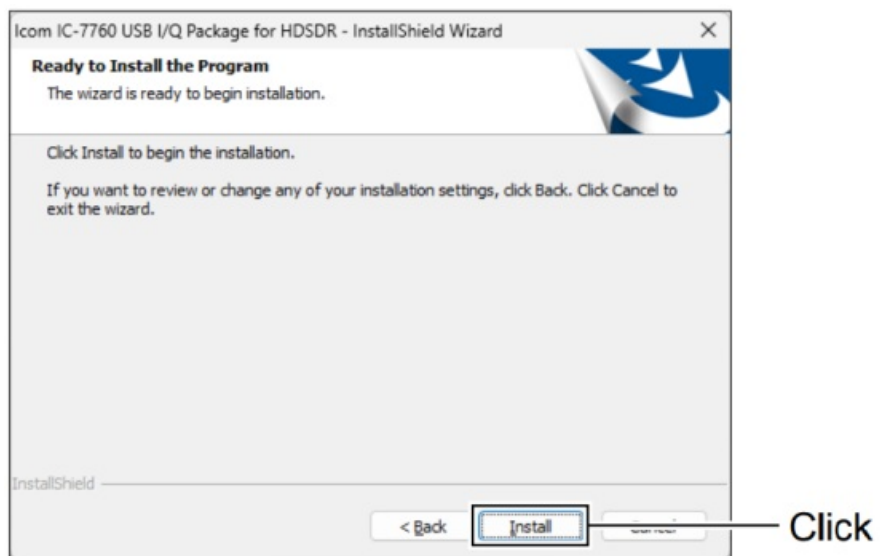 Icom IC-7760 USB I/Q Package for HDSDR - InstallShield Wizard
Ready to Install the Program
The wizard is ready to begin installation.
Click Install to begin the installation.
If you want to review or change any of your installation settings, click Back. Click Cancel to
exit the wizard.
InstallShield
< Back Install Cancel Click